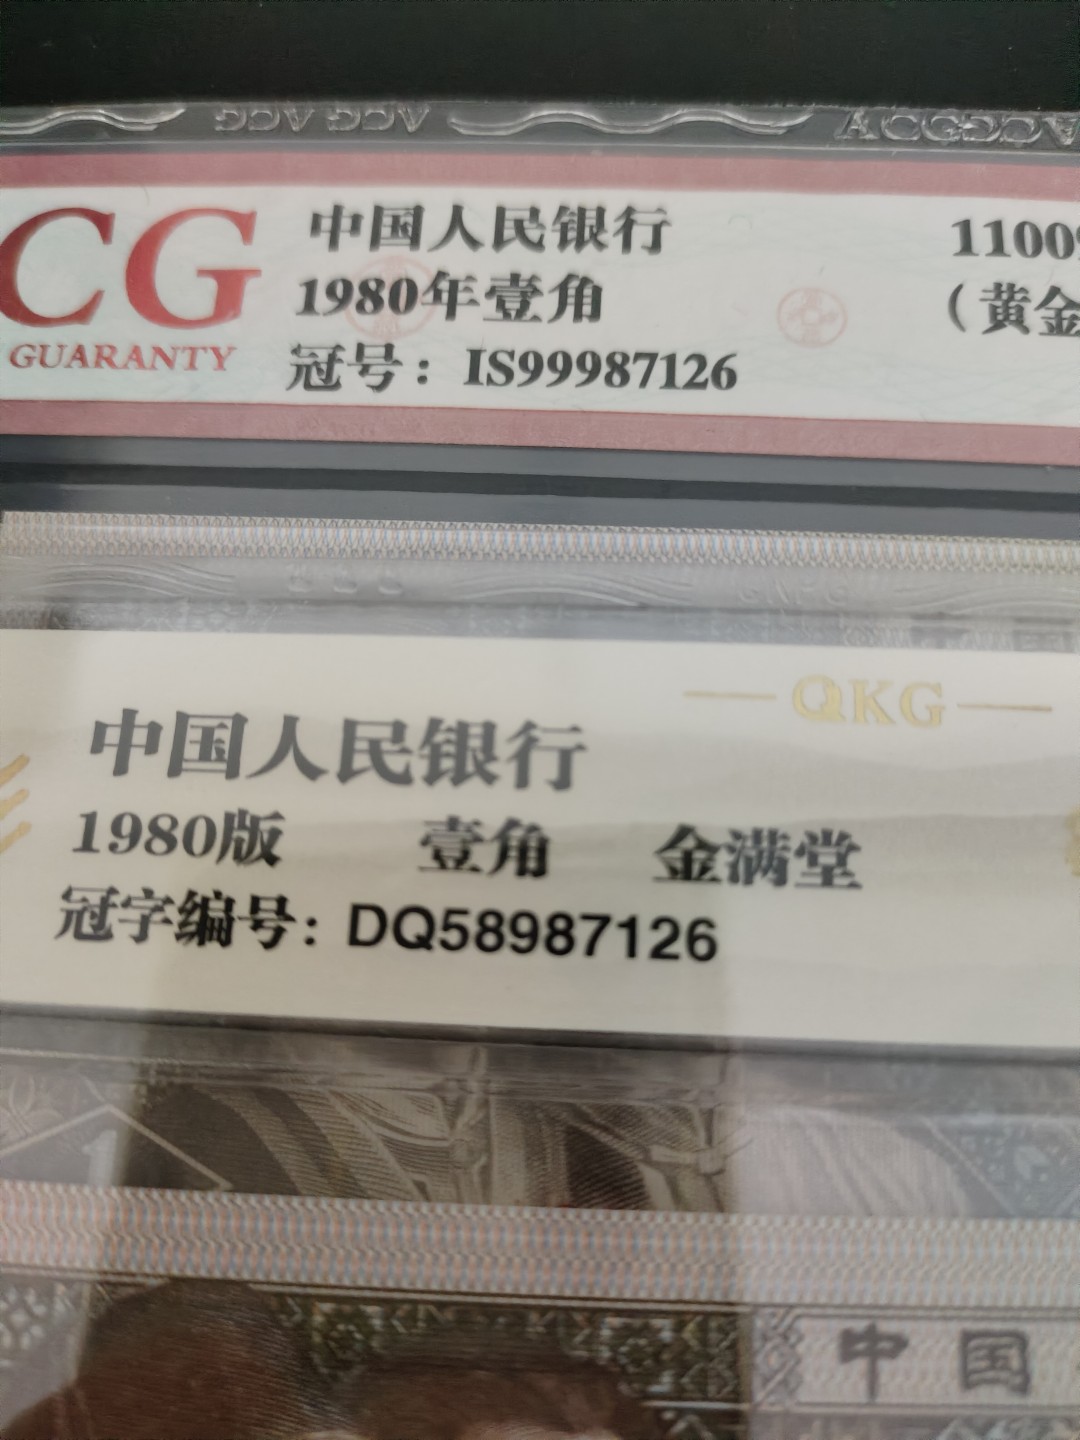 ACG ACG
ACG
CG
GUARANTY
中国人民银行
1980年壹角
冠号：IS99987126
11009
（黄金
QKG
中国人民银行
1980版 壹角 金满堂
冠字编号：DQ58987126
1
中国